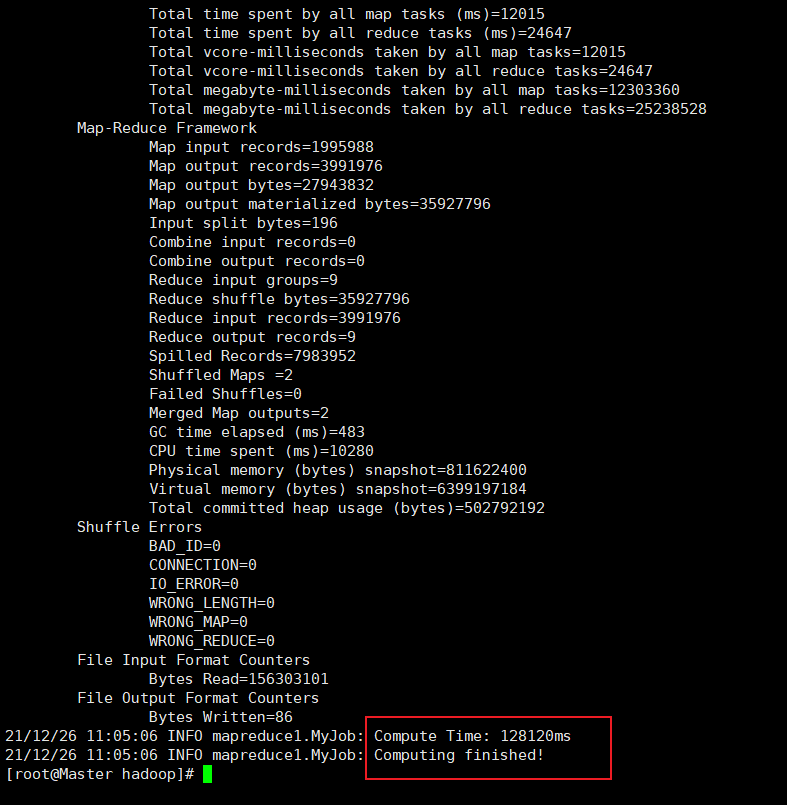 Total time spent by all map tasks (ms)=12015
Total time spent by all reduce tasks (ms)=24647
Total vcore-milliseconds taken by all map tasks=12015
Total vcore-milliseconds taken by all reduce tasks=24647
Total megabyte-milliseconds taken by all map tasks=12303360
Total megabyte-milliseconds taken by all reduce tasks=25238528
Map-Reduce Framework
Map input records=1995988
Map output records=3991976
Map output bytes=27943832
Map output materialized bytes=35927796
Input split bytes=196
Combine input records=0
Combine output records=0
Reduce input groups=9
Reduce shuffle bytes=35927796
Reduce input records=3991976
Reduce output records=9
Spilled Records=7983952
Shuffled Maps =2
Failed Shuffles=0
Merged Map outputs=2
GC time elapsed (ms)=483
CPU time spent (ms)=10280
Physical memory (bytes) snapshot=811622400
Virtual memory (bytes) snapshot=6399197184
Total committed heap usage (bytes)=502792192
Shuffle Errors
BAD_ID=0
CONNECTION=0
IO_ERROR=0
WRONG_LENGTH=0
WRONG_MAP=0
WRONG_REDUCE=0
File Input Format Counters
Bytes Read=156303101
File Output Format Counters
Bytes Written=86
21/12/26 11:05:06 INFO mapreduce1.MyJob: Compute Time: 128120ms
21/12/26 11:05:06 INFO mapreduce1.MyJob: Computing finished!
[root@Master hadoop]#